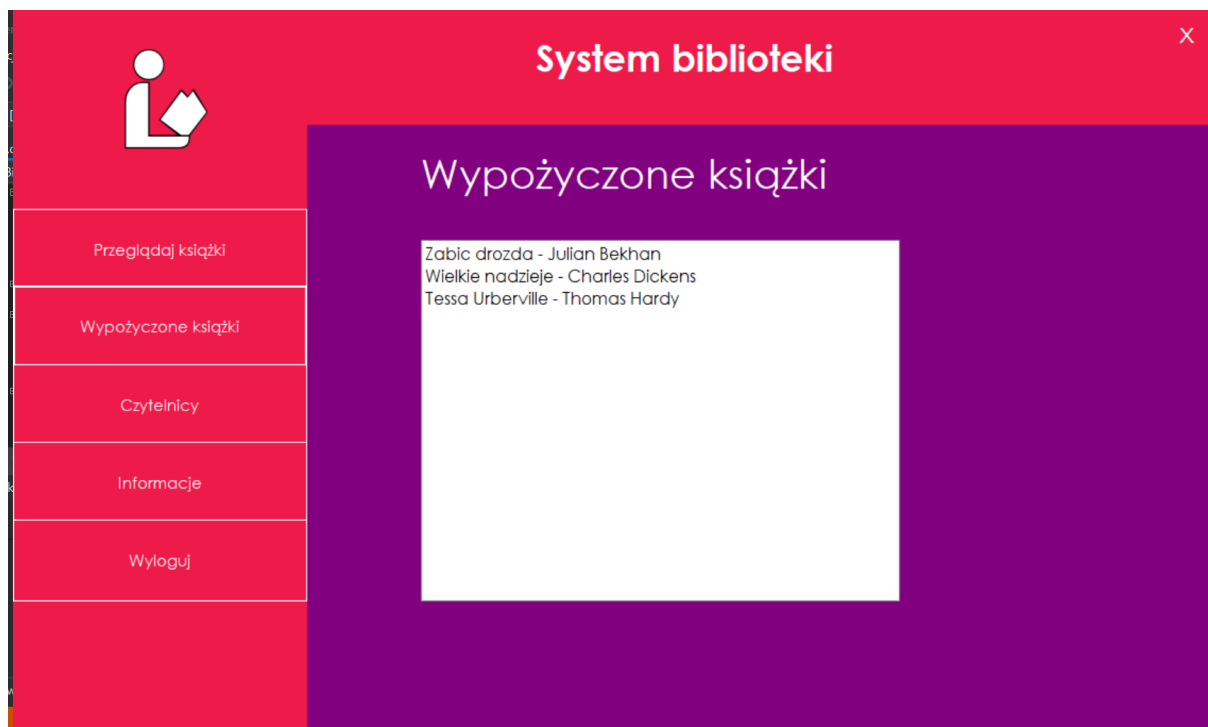 System biblioteki
X
Wypożyczone książki
Przeglądaj książki
Wypożyczone książki
Czytelnicy
Informacje
Wyloguj
Zabic drozda - Julian Bekhan
Wielkie nadzieje - Charles Dickens
Tessa Urberville - Thomas Hardy